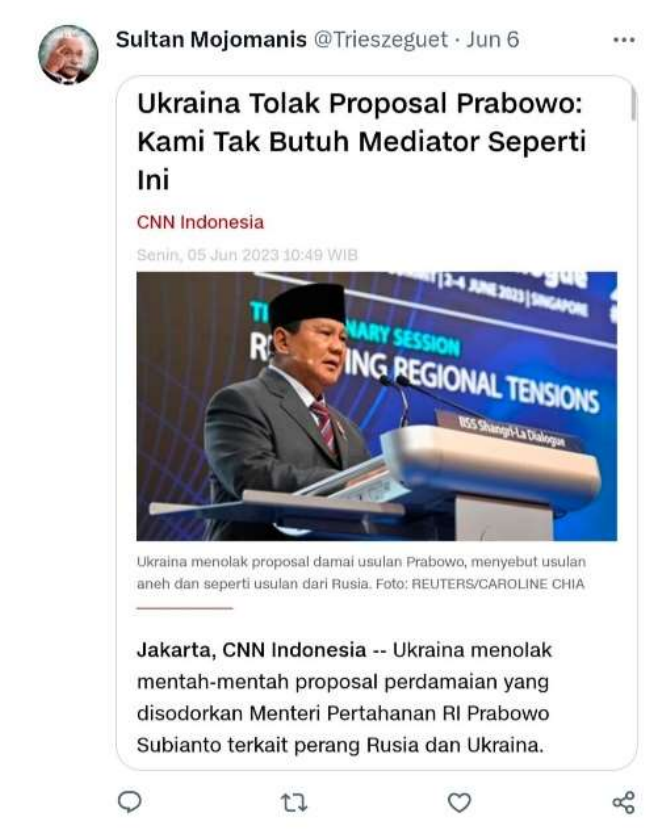 Sultan Mojomanis @Trieszeguet · Jun 6
Ukraina Tolak Proposal Prabowo:
Kami Tak Butuh Mediator Seperti
Ini
CNN Indonesia
Senin, 05 Jun 2023 10:49 WIB
2-4 JUNE 2023 | SINGAPORE
NARY SESSION
ING REGIONAL TENSIONS
IISS Shangri-La Dialogue
Ukraina menolak proposal damai usulan Prabowo, menyebut usulan
aneh dan seperti usulan dari Rusia. Foto: REUTERS/CAROLINE CHIA
Jakarta, CNN Indonesia -- Ukraina menolak
mentah-mentah proposal perdamaian yang
disodorkan Menteri Pertahanan RI Prabowo
Subianto terkait perang Rusia dan Ukraina.